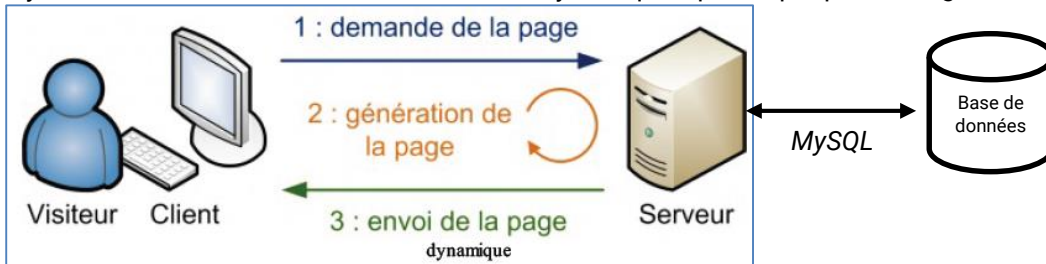 1 : demande de la page
2 : génération de
la page
3 : envoi de la page
dynamique
Visiteur
Client
Serveur
MySQL
Base de
données